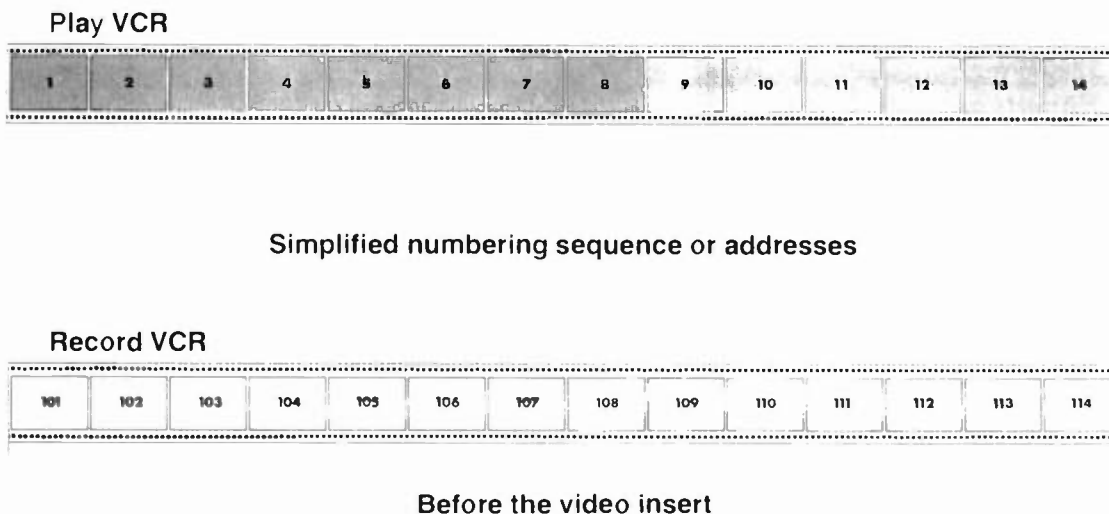 Play VCR
1 2 3 4 5 6 7 8 9 10 11 12 13 14
Simplified numbering sequence or addresses
Record VCR
101 102 103 104 105 106 107 108 109 110 111 112 113 114
Before the video insert